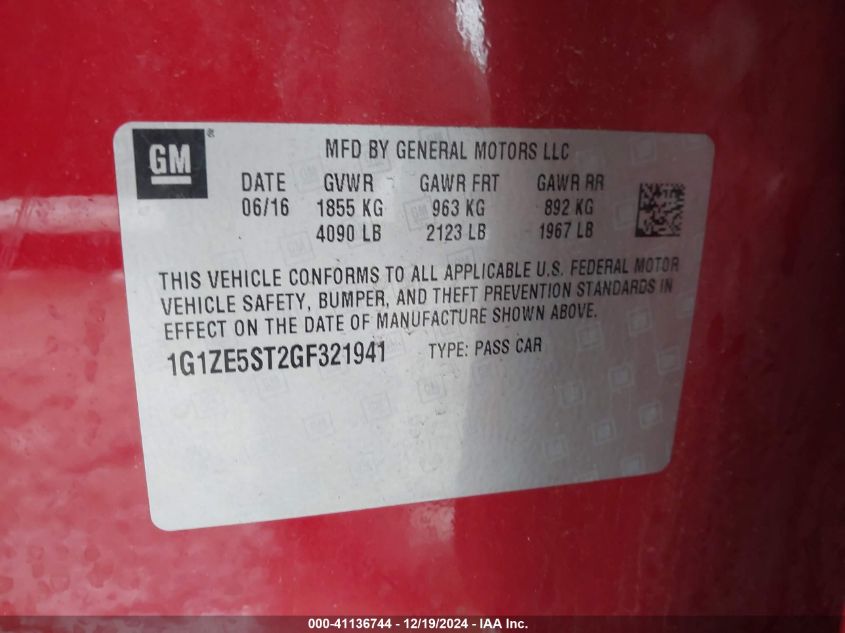 GM ®
MFD BY GENERAL MOTORS LLC
DATE GVWR GAWR FRT GAWR RR
06/16 1855 KG 963 KG 892 KG
4090 LB 2123 LB 1967 LB
THIS VEHICLE CONFORMS TO ALL APPLICABLE U.S. FEDERAL MOTOR
VEHICLE SAFETY, BUMPER, AND THEFT PREVENTION STANDARDS IN
EFFECT ON THE DATE OF MANUFACTURE SHOWN ABOVE.
1G1ZE5ST2GF321941 TYPE: PASS CAR
000-41136744 / 12/19/2024 - IAA Inc.